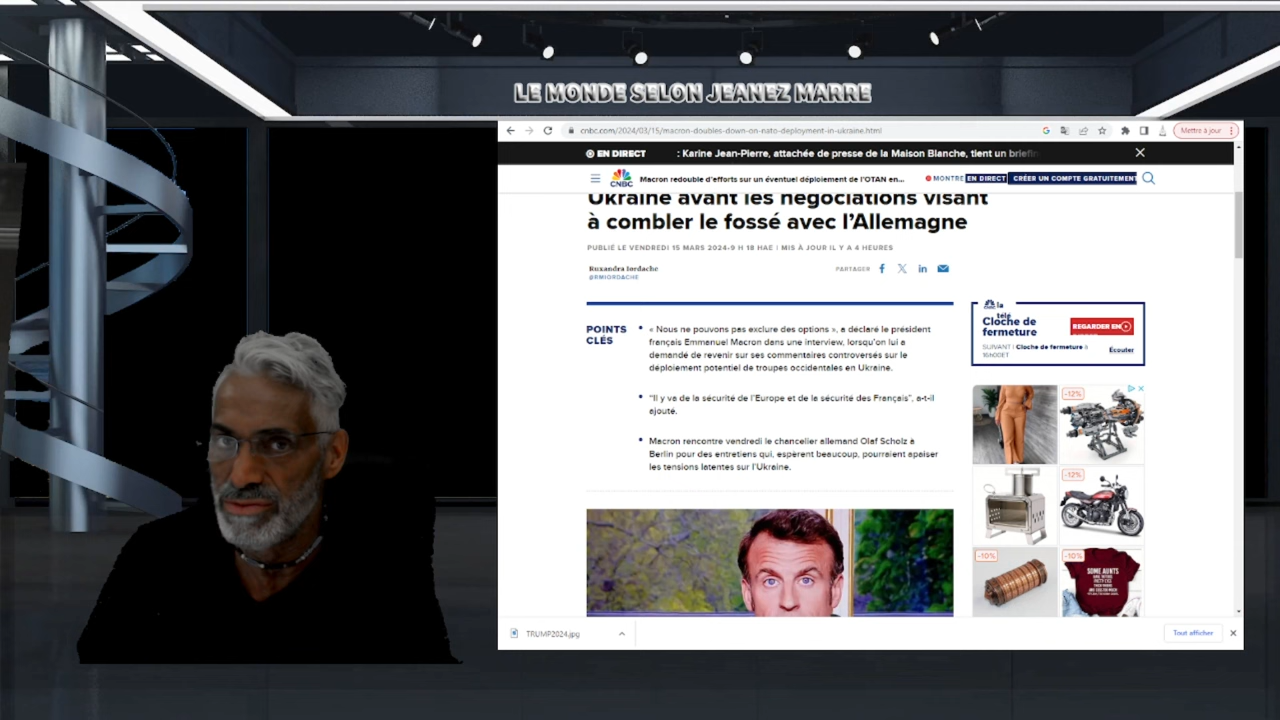 LE MONDE SELON JEANEZ MARRE
cnbc.com/2024/03/15/macron-doubles-down-on-nato-deployment-in-ukraine.html
Mettre à jour
EN DIRECT
: Karine Jean-Pierre, attachée de presse de la Maison Blanche, tient un briefin
CNBC
Macron redouble d'efforts sur un éventuel déploiement de l'OTAN en...
MONTRE EN DIRECT
CRÉER UN COMPTE GRATUITEMENT
Ukraine avant les négociations visant
à combler le fossé avec l'Allemagne
PUBLIÉ LE VENDREDI 15 MARS 2024•9 H 18 HAE | MIS À JOUR IL Y A 4 HEURES
Ruxandra Iordache
@RMIORDACHE
PARTAGER
POINTS
CLÉS
« Nous ne pouvons pas exclure des options », a déclaré le président
français Emmanuel Macron dans une interview, lorsqu'on lui a
demandé de revenir sur ses commentaires controversés sur le
déploiement potentiel de troupes occidentales en Ukraine.
"Il y va de la sécurité de l'Europe et de la sécurité des Français", a-t-il
ajouté.
Macron rencontre vendredi le chancelier allemand Olaf Scholz à
Berlin pour des entretiens qui, espèrent beaucoup, pourraient apaiser
les tensions latentes sur l'Ukraine.
la
télé
Cloche de
fermeture
REGARDER EN
SUIVANT | Cloche de fermeture à
16h00ET
Écouter
-12%
-12%
-10%
-10%
SOME AUNTS
TRUMP2024.jpg
Tout afficher